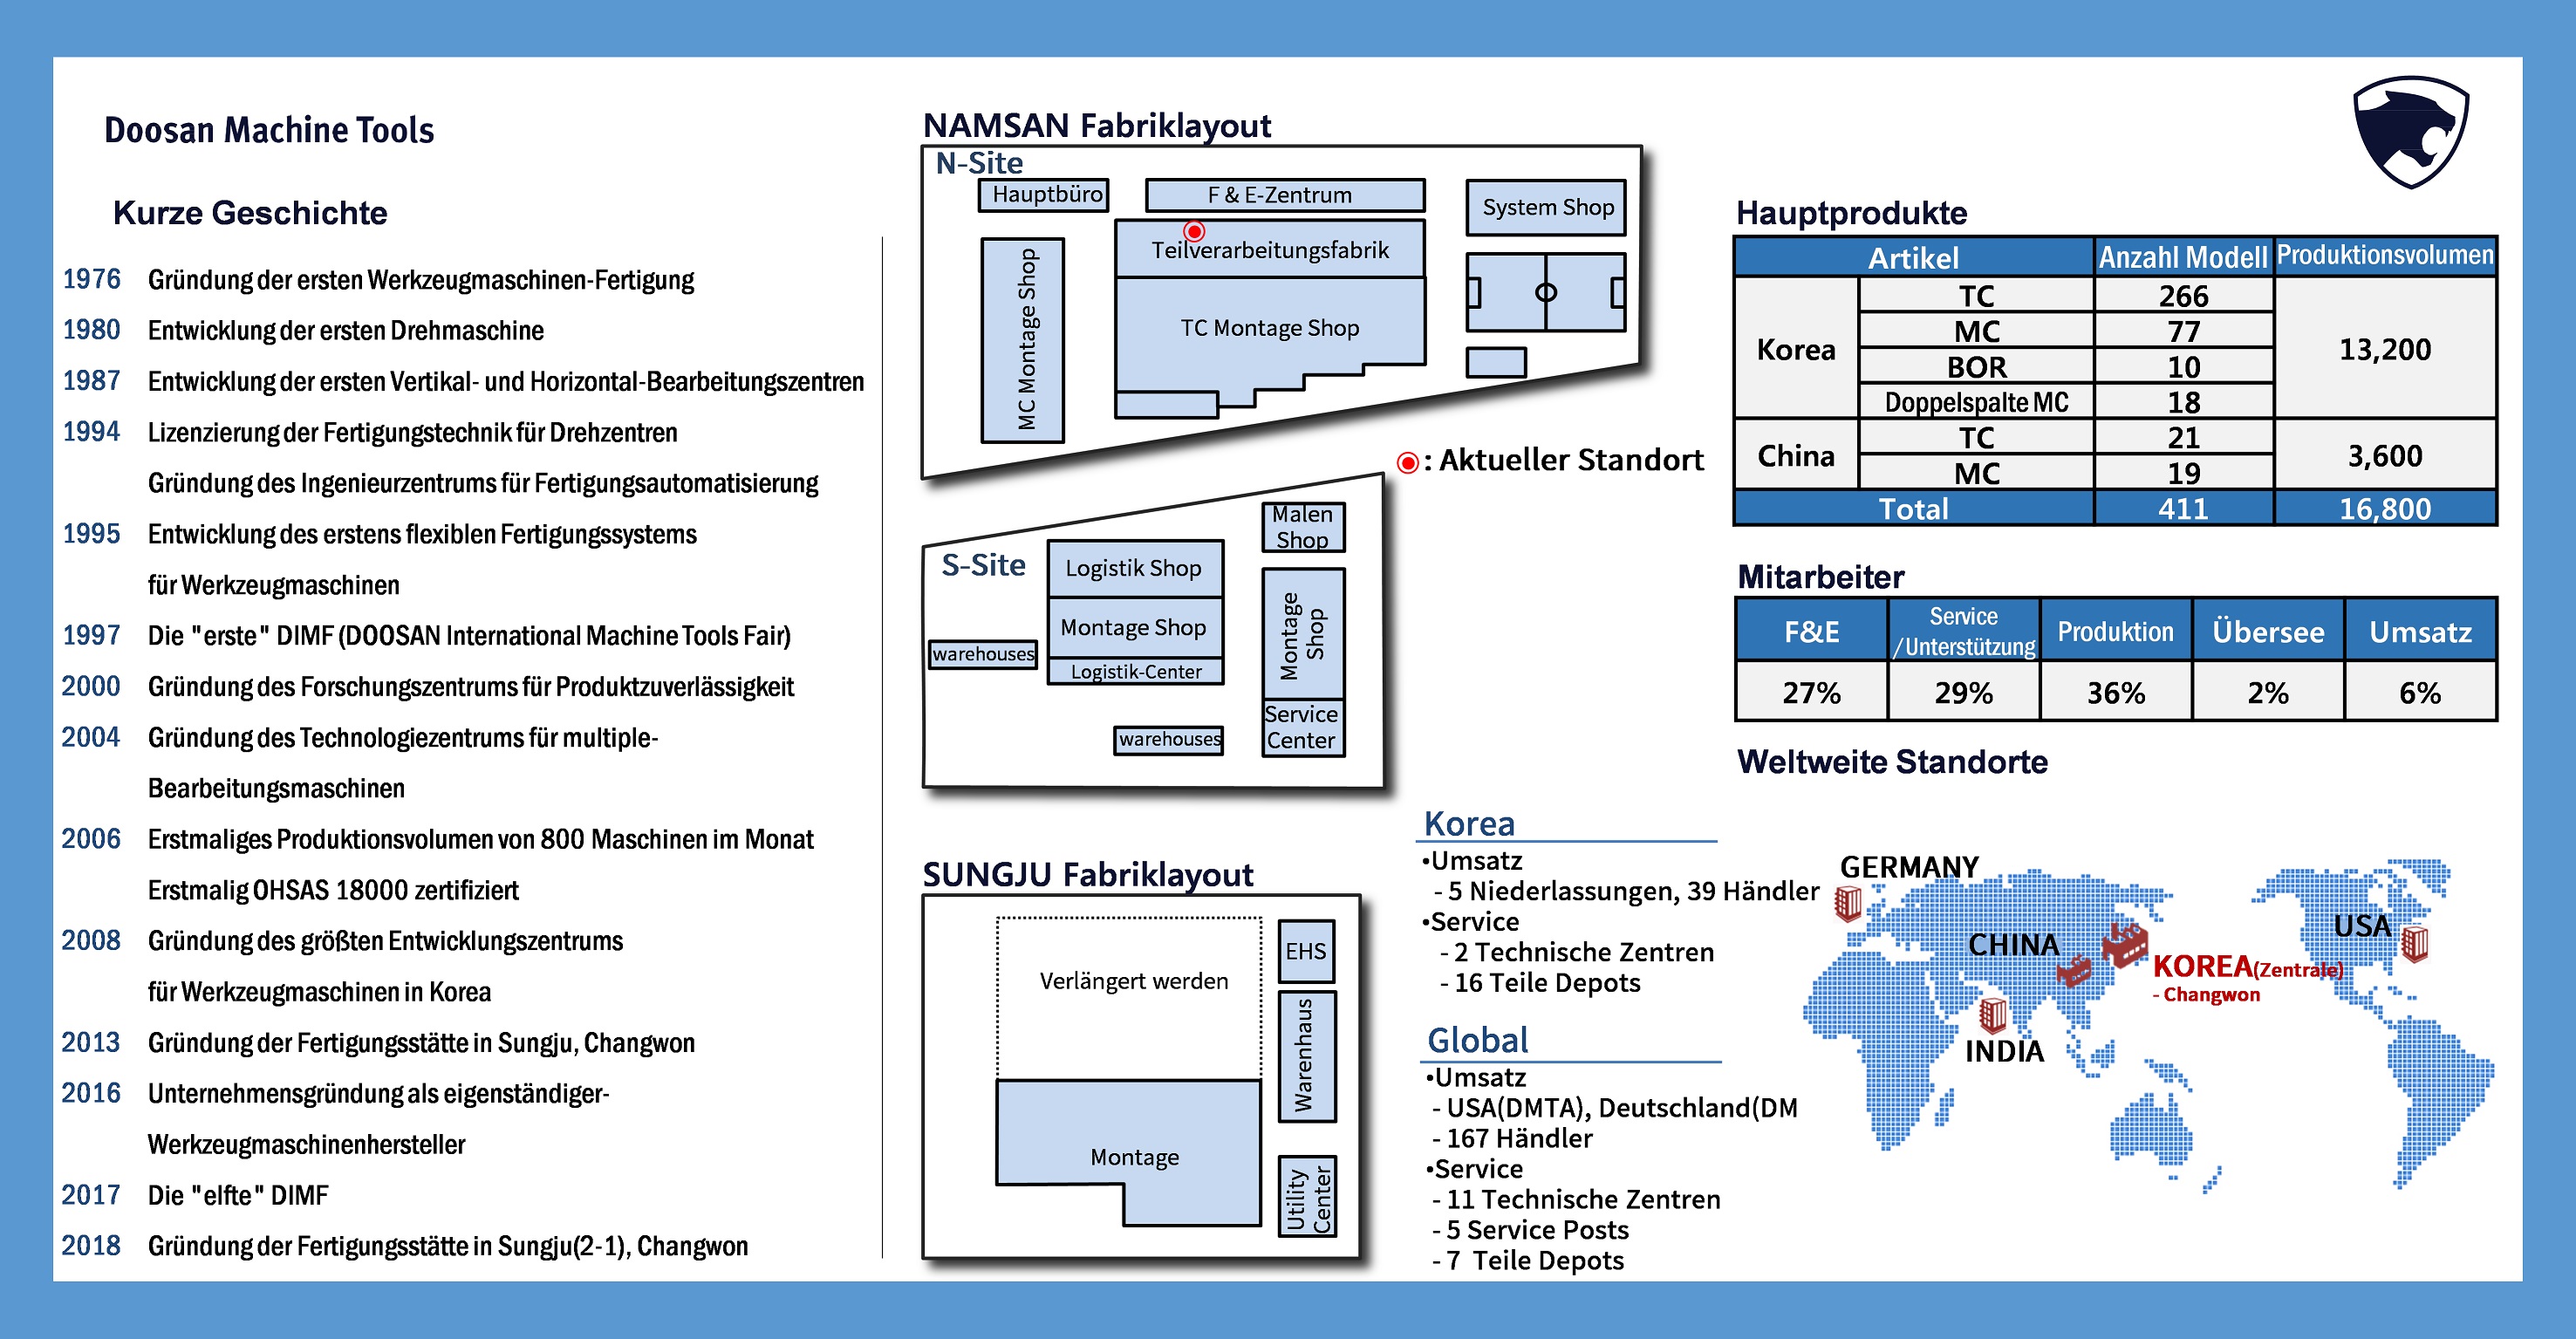 Doosan Machine Tools
Kurze Geschichte
1976 Gründung der ersten Werkzeugmaschinen-Fertigung
1980 Entwicklung der ersten Drehmaschine
1987 Entwicklung der ersten Vertikal- und Horizontal-Bearbeitungszentren
1994 Lizenzierung der Fertigungstechnik für Drehzentren
Gründung des Ingenieurzentrums für Fertigungsautomatisierung
1995 Entwicklung des erstens flexiblen Fertigungssystems
für Werkzeugmaschinen
1997 Die "erste" DIMF (DOOSAN International Machine Tools Fair)
2000 Gründung des Forschungszentrums für Produktzuverlässigkeit
2004 Gründung des Technologiezentrums für multiple-
Bearbeitungsmaschinen
2006 Erstmaliges Produktionsvolumen von 800 Maschinen im Monat
Erstmalig OHSAS 18000 zertifiziert
2008 Gründung des größten Entwicklungszentrums
für Werkzeugmaschinen in Korea
2013 Gründung der Fertigungsstätte in Sungju, Changwon
2016 Unternehmensgründung als eigenständiger-
Werkzeugmaschinenhersteller
2017 Die "elfte" DIMF
2018 Gründung der Fertigungsstätte in Sungju(2-1), Changwon
NAMSAN Fabriklayout
N-Site
Hauptbüro
F & E-Zentrum
System Shop
Teilverarbeitungsfabrik
MC Montage Shop
TC Montage Shop
: Aktueller Standort
S-Site
Logistik Shop
Montage Shop
Logistik-Center
warehouses
warehouses
Malen
Shop
Montage
Shop
Service
Center
SUNGJU Fabriklayout
Verlängert werden
Montage
EHS
Warenhaus
Utility
Center
Korea
•Umsatz
- 5 Niederlassungen, 39 Händler
•Service
- 2 Technische Zentren
- 16 Teile Depots
Global
•Umsatz
- USA(DMTA), Deutschland(DM
- 167 Händler
•Service
- 11 Technische Zentren
- 5 Service Posts
- 7 Teile Depots
Hauptprodukte
Artikel Anzahl Modell Produktionsvolumen
Korea TC 266 13,200
MC 77
BOR 10
Doppelspalte MC 18
China TC 21 3,600
MC 19
Total 411 16,800
Mitarbeiter
F&E Service /Unterstützung Produktion Übersee Umsatz
27% 29% 36% 2% 6%
Weltweite Standorte
GERMANY
CHINA
INDIA
KOREA(Zentrale)
- Changwon
USA